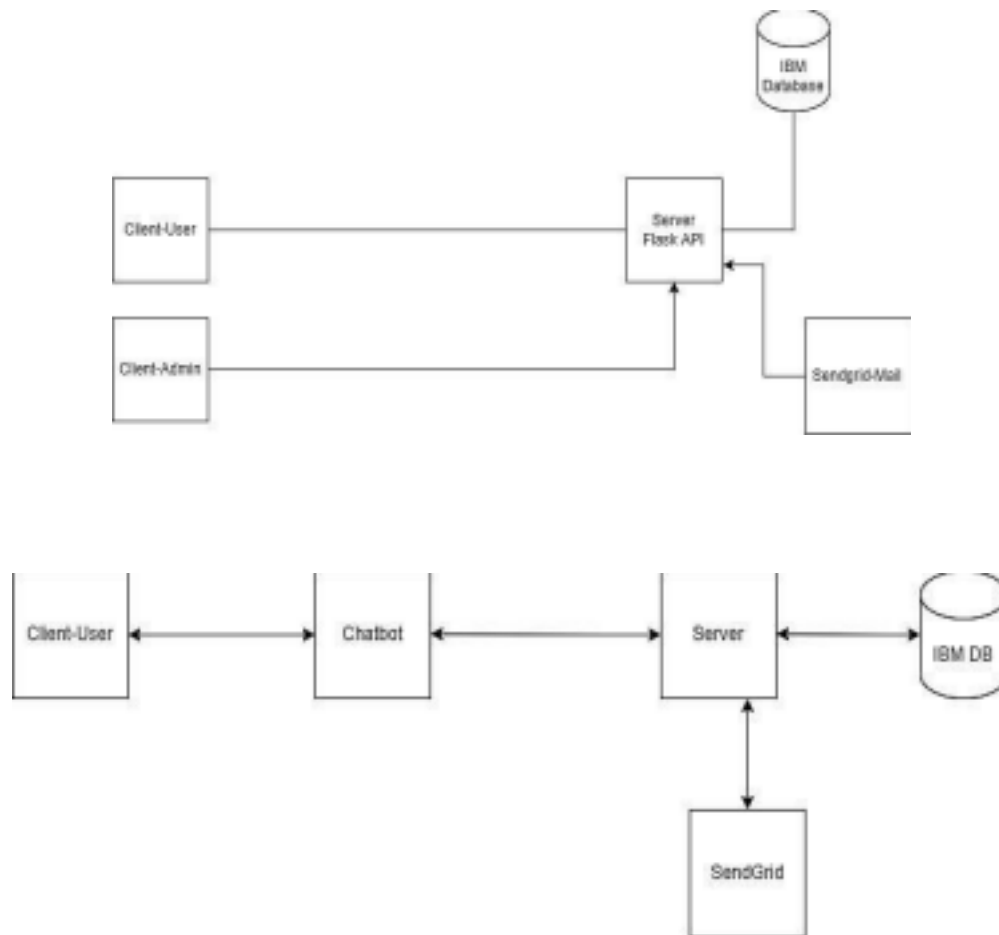 IBM
Database
Client-User
Server
Flask API
Client-Admin
Sendgrid-Mail
Client-User
Chatbot
Server
IBM DB
SendGrid